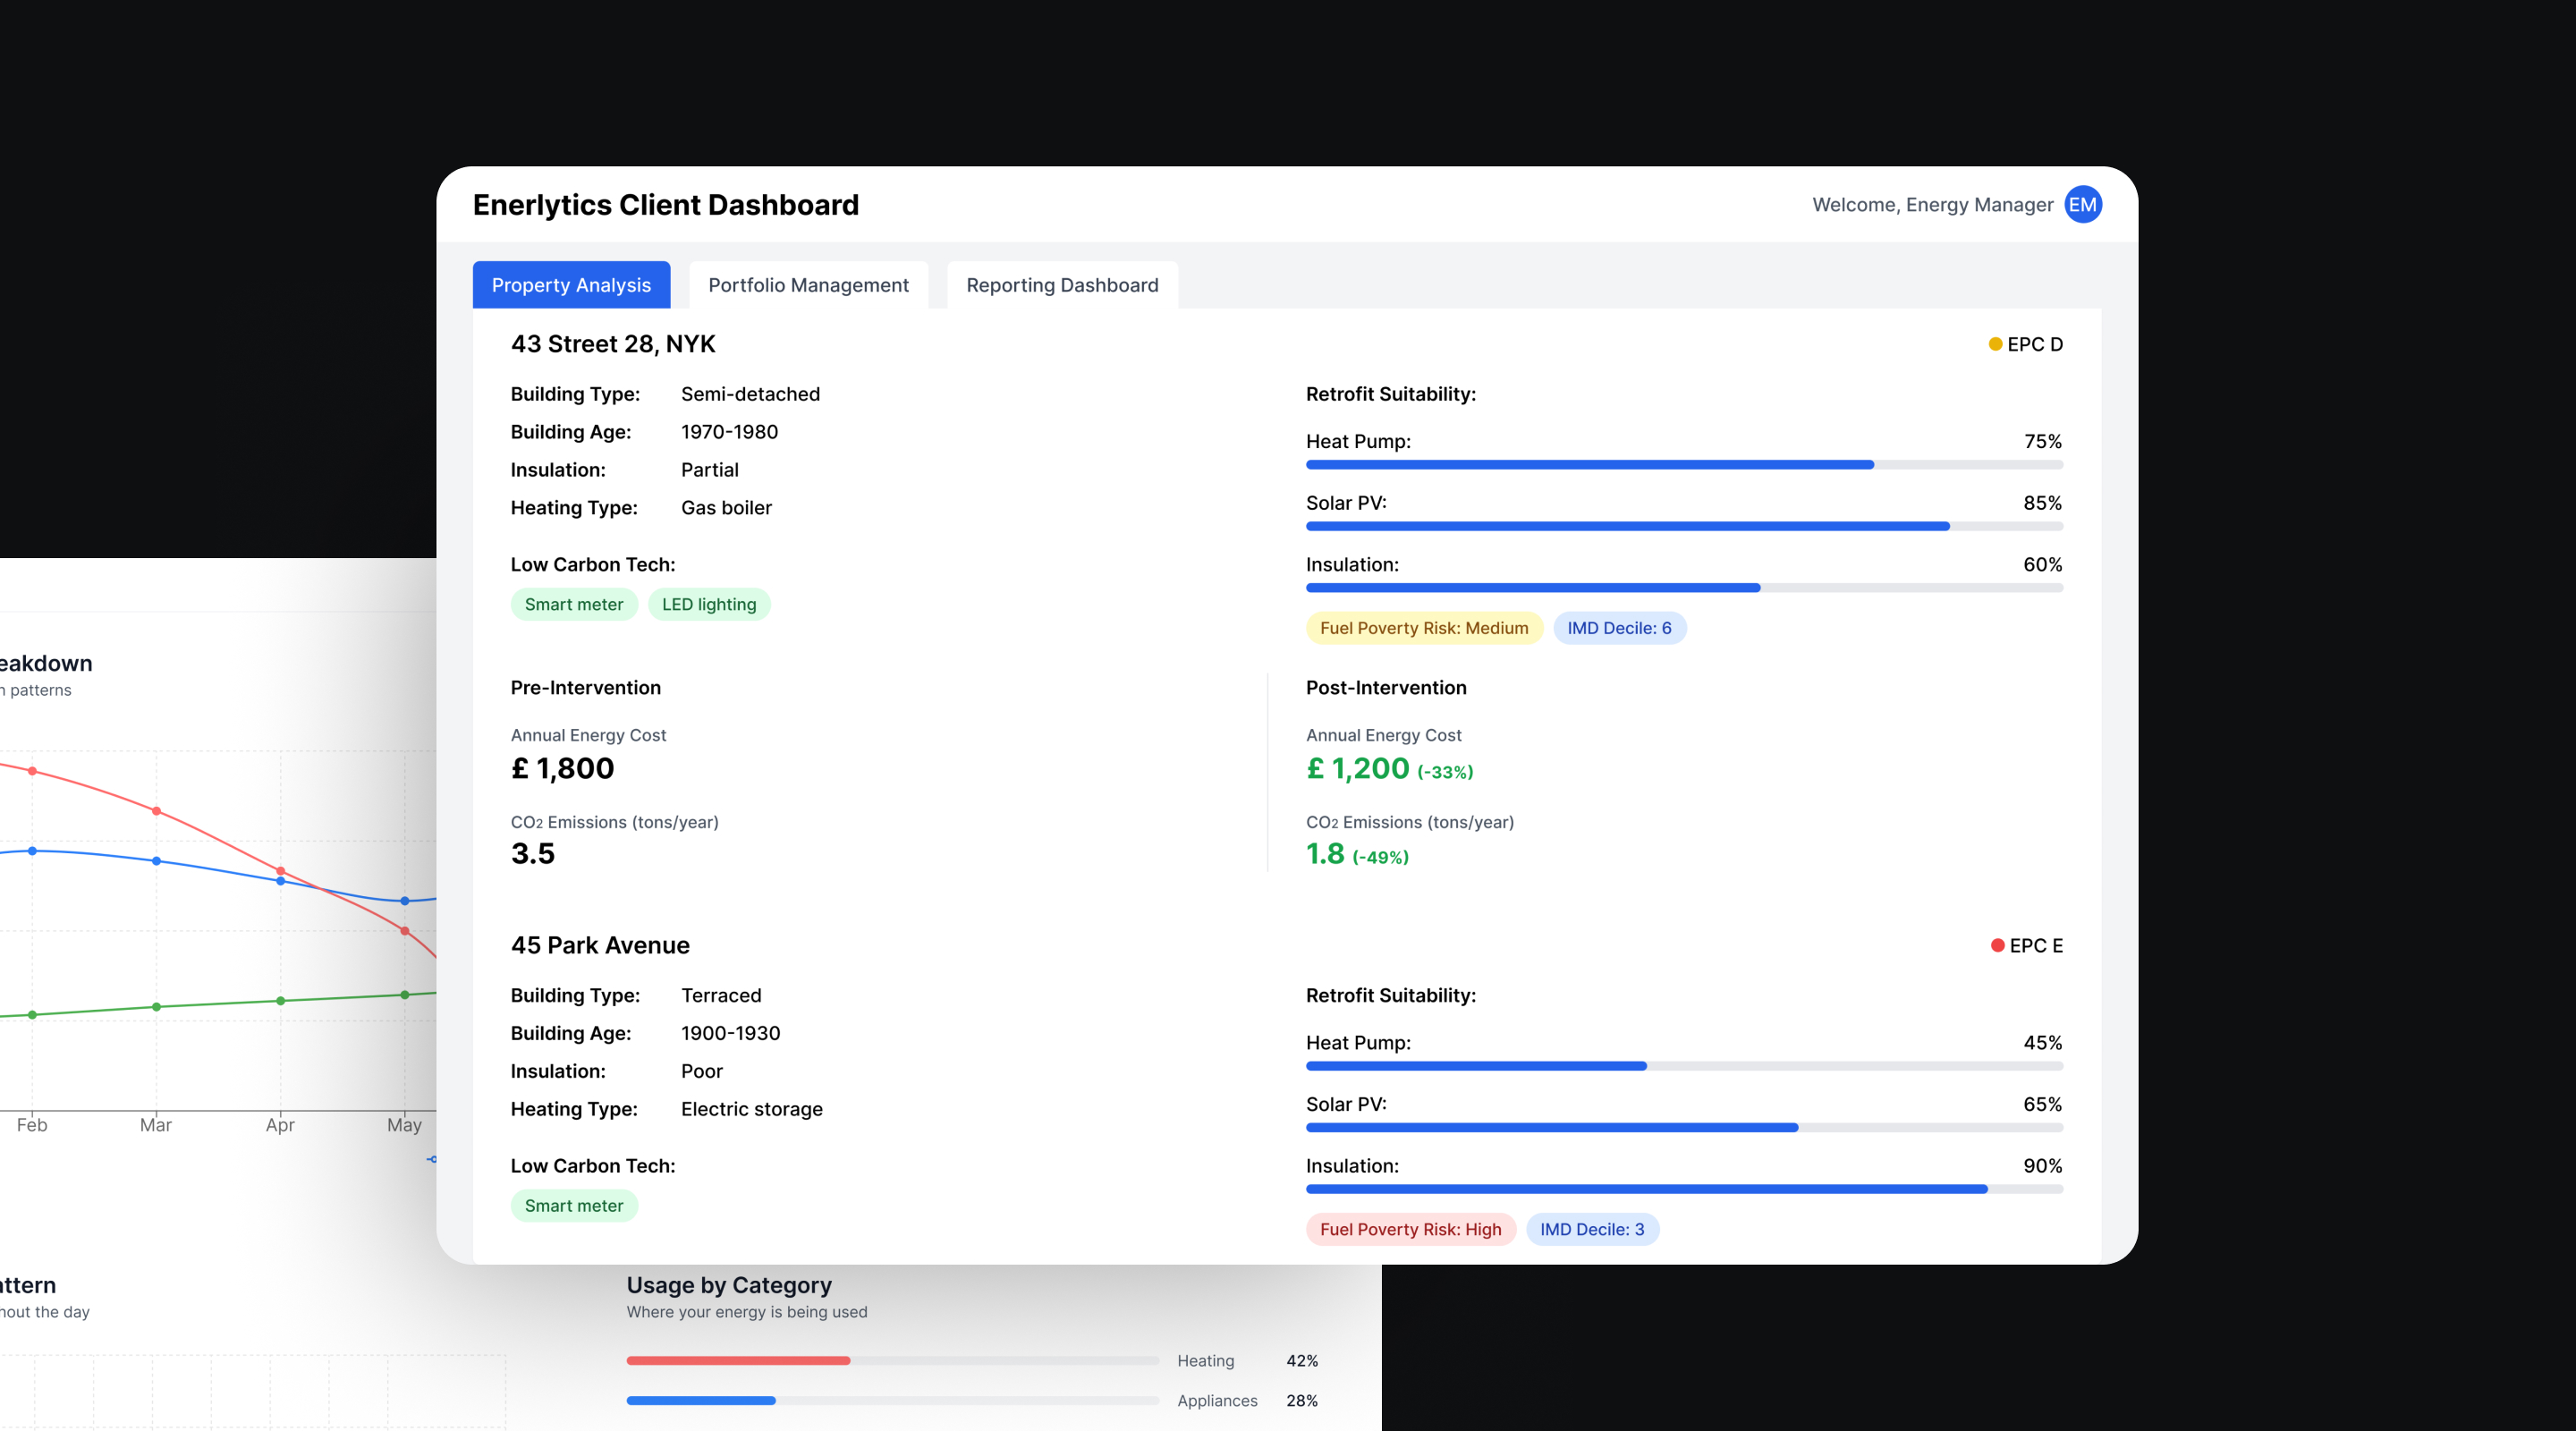 Enerlytics Client Dashboard
Welcome, Energy Manager EM
Property Analysis
Portfolio Management
Reporting Dashboard
43 Street 28, NYK
EPC D
Building Type: Semi-detached
Building Age: 1970-1980
Insulation: Partial
Heating Type: Gas boiler
Low Carbon Tech:
Smart meter
LED lighting
Retrofit Suitability:
Heat Pump: 75%
Solar PV: 85%
Insulation: 60%
Fuel Poverty Risk: Medium
IMD Decile: 6
Pre-Intervention
Annual Energy Cost
£ 1,800
CO2 Emissions (tons/year)
3.5
Post-Intervention
Annual Energy Cost
£ 1,200 (-33%)
CO2 Emissions (tons/year)
1.8 (-49%)
45 Park Avenue
EPC E
Building Type: Terraced
Building Age: 1900-1930
Insulation: Poor
Heating Type: Electric storage
Low Carbon Tech:
Smart meter
Retrofit Suitability:
Heat Pump: 45%
Solar PV: 65%
Insulation: 90%
Fuel Poverty Risk: High
IMD Decile: 3
eakdown
n patterns
Feb Mar Apr May
attern
hout the day
Usage by Category
Where your energy is being used
Heating 42%
Appliances 28%